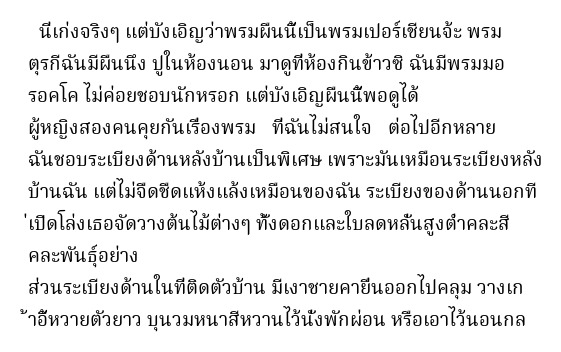 นี่เก่งจริงๆ แต่บังเอิญว่าพรมผืนนี้เป็นพรมเปอร์เชียนจ้ะ พรม
ตุรกีฉันมีผืนนึง ปูในห้องนอน มาดูที่ห้องกินข้าวซิ ฉันมีพรมมอ
รอคโค ไม่ค่อยชอบนักหรอก แต่บังเอิญผืนนี้พอดูได้
ผู้หญิงสองคนคุยกันเรื่องพรม ที่ฉันไม่สนใจ ต่อไปอีกหลาย
ฉันชอบระเบียงด้านหลังบ้านเป็นพิเศษ เพราะมันเหมือนระเบียงหลัง
บ้านฉัน แต่ไม่จืดชืดแห้งแล้งเหมือนของฉัน ระเบียงของด้านนอกที
่เปิดโล่งเธอจัดวางต้นไม้ต่างๆ ทั้งดอกและใบลดหลั่นสูงต่ำคละสี
คละพันธุ์อย่าง
ส่วนระเบียงด้านในที่ติดตัวบ้าน มีเงาชายคายื่นออกไปคลุม วางเก
้าอี้หวายตัวยาว บุนวมหนาสีหวานไว้นั่งพักผ่อน หรือเอาไว้นอนกล